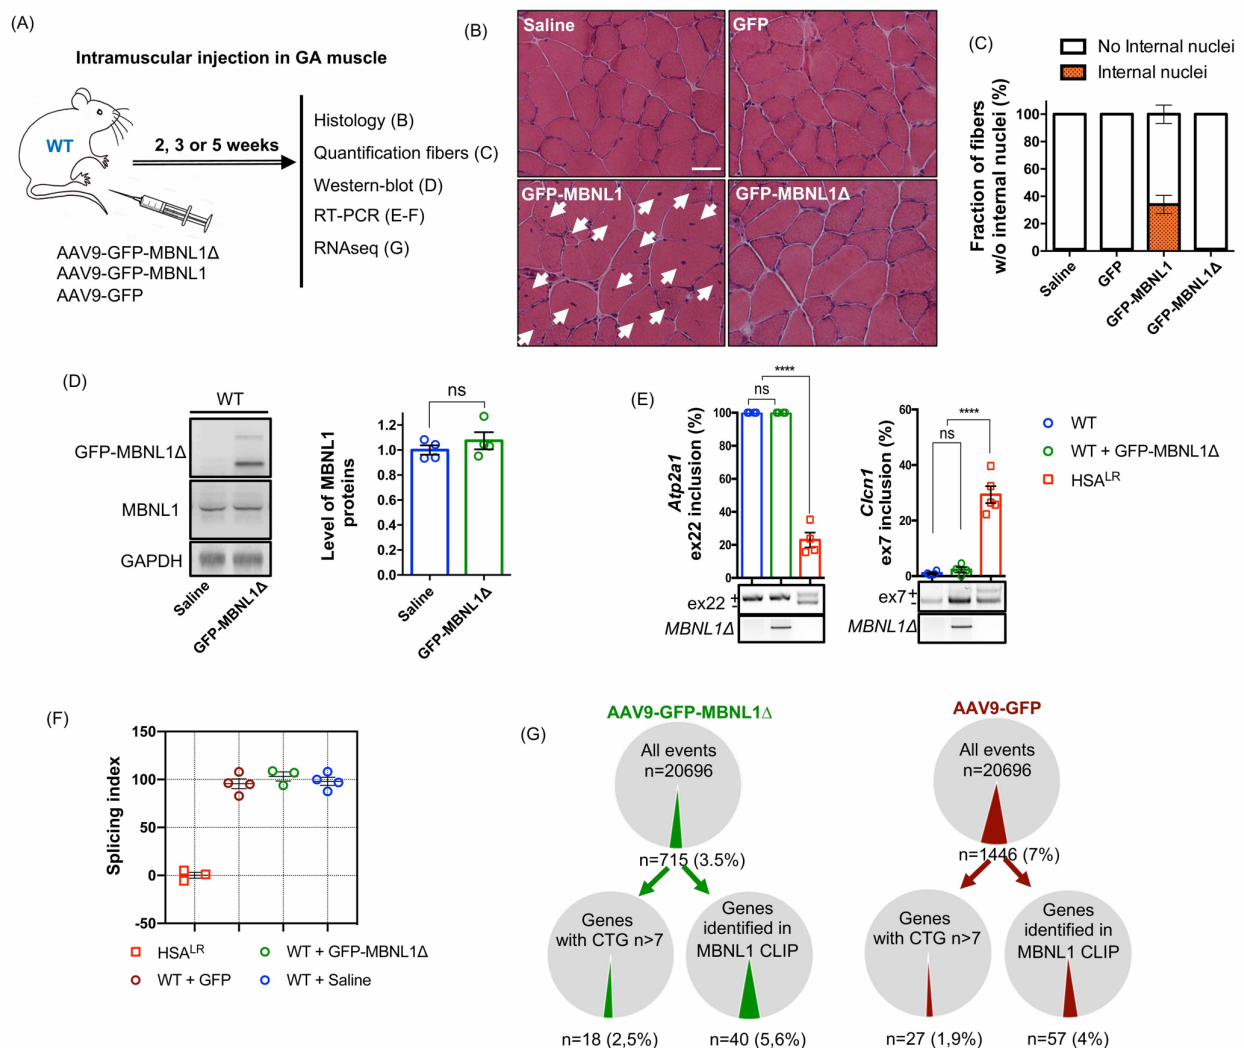 (A)
Intramuscular injection in GA muscle
WT
2, 3 or 5 weeks
Histology (B)
Quantification fibers (C)
Western-blot (D)
RT-PCR (E-F)
RNAseq (G)
AAV9-GFP-MBNL1Δ
AAV9-GFP-MBNL1
AAV9-GFP
(B)
Saline
GFP
GFP-MBNL1
GFP-MBNL1Δ
(C)
No Internal nuclei
Internal nuclei
Fraction of fibers
w/o internal nuclei (%)
100
80
60
40
20
0
Saline
GFP
GFP-MBNL1
GFP-MBNL1Δ
(D)
WT
GFP-MBNL1Δ
MBNL1
GAPDH
Saline
GFP-MBNL1Δ
Level of MBNL1
proteins
ns
1.2
1.0
0.8
0.6
0.4
0.2
0.0
Saline
GFP-MBNL1Δ
(E)
Atp2a1
ex22 inclusion (%)
****
ns
100
80
60
40
20
0
ex22 +
-
MBNL1Δ
Clcn1
ex7 inclusion (%)
****
ns
60
40
20
0
ex7 +
-
MBNL1Δ
WT
WT + GFP-MBNL1Δ
HSALR
(F)
Splicing index
150
100
50
0
-50
HSALR
WT + GFP-MBNL1Δ
WT + GFP
WT + Saline
(G)
AAV9-GFP-MBNL1Δ
All events
n=20696
n=715 (3.5%)
Genes
with CTG n>7
Genes
identified in
MBNL1 CLIP
n=18 (2,5%)
n=40 (5,6%)
AAV9-GFP
All events
n=20696
n=1446 (7%)
Genes
with CTG n>7
Genes
identified in
MBNL1 CLIP
n=27 (1,9%)
n=57 (4%)